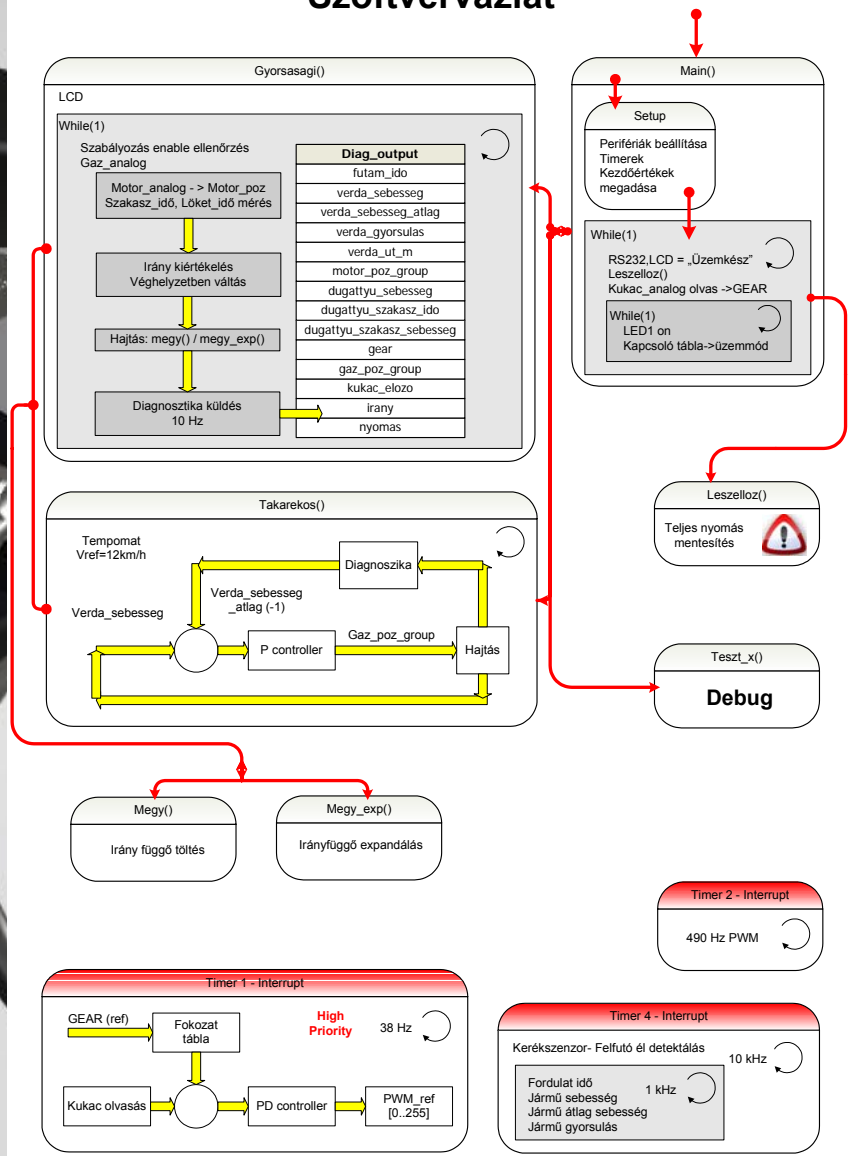 Szoftvervázlat
Gyorsasagi()
LCD
While(1)
Szabályozás enable ellenőrzés
Gaz_analog
Motor_analog - > Motor_poz
Szakasz_idő, Löket_idő mérés
Irány kiértékelés
Véghelyzetben váltás
Hajtás: megy() / megy_exp()
Diagnosztika küldés
10 Hz
Diag_output
futam_ido
verda_sebesseg
verda_sebesseg_atlag
verda_gyorsulas
verda_ut_m
motor_poz_group
dugattyu_sebesseg
dugattyu_szakasz_ido
dugattyu_szakasz_sebesseg
gear
gaz_poz_group
kukac_elozo
irany
nyomas
Main()
Setup
Perifériák beállítása
Timerek
Kezdőértékek
megadása
While(1)
RS232,LCD = „Üzemkész”
Leszelloz()
Kukac_analog olvas ->GEAR
While(1)
LED1 on
Kapcsoló tábla->üzemmód
Leszelloz()
Teljes nyomás
mentesítés
Takarekos()
Tempomat
Vref=12km/h
Diagnoszika
Verda_sebesseg
_atlag (-1)
Verda_sebesseg
P controller
Gaz_poz_group
Hajtás
Teszt_x()
Debug
Megy()
Irány függő töltés
Megy_exp()
Irányfüggő expandálás
Timer 2 - Interrupt
490 Hz PWM
Timer 1 - Interrupt
GEAR (ref)
Fokozat
tábla
High
Priority
38 Hz
Kukac olvasás
PD controller
PWM_ref
[0..255]
Timer 4 - Interrupt
Kerékszenzor- Felfutó él detektálás
10 kHz
Fordulat idő
Jármű sebesség
Jármű átlag sebesség
Jármű gyorsulás
1 kHz